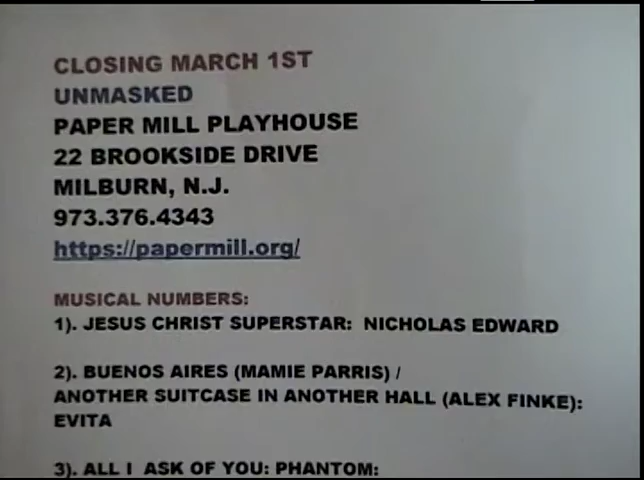 CLOSING MARCH 1ST
UNMASKED
PAPER MILL PLAYHOUSE
22 BROOKSIDE DRIVE
MILBURN, N.J.
973.376.4343
https://papermill.org/
MUSICAL NUMBERS:
1). JESUS CHRIST SUPERSTAR: NICHOLAS EDWARD
2). BUENOS AIRES (MAMIE PARRIS) /
ANOTHER SUITCASE IN ANOTHER HALL (ALEX FINKE):
EVITA
3). ALL I ASK OF YOU: PHANTOM: